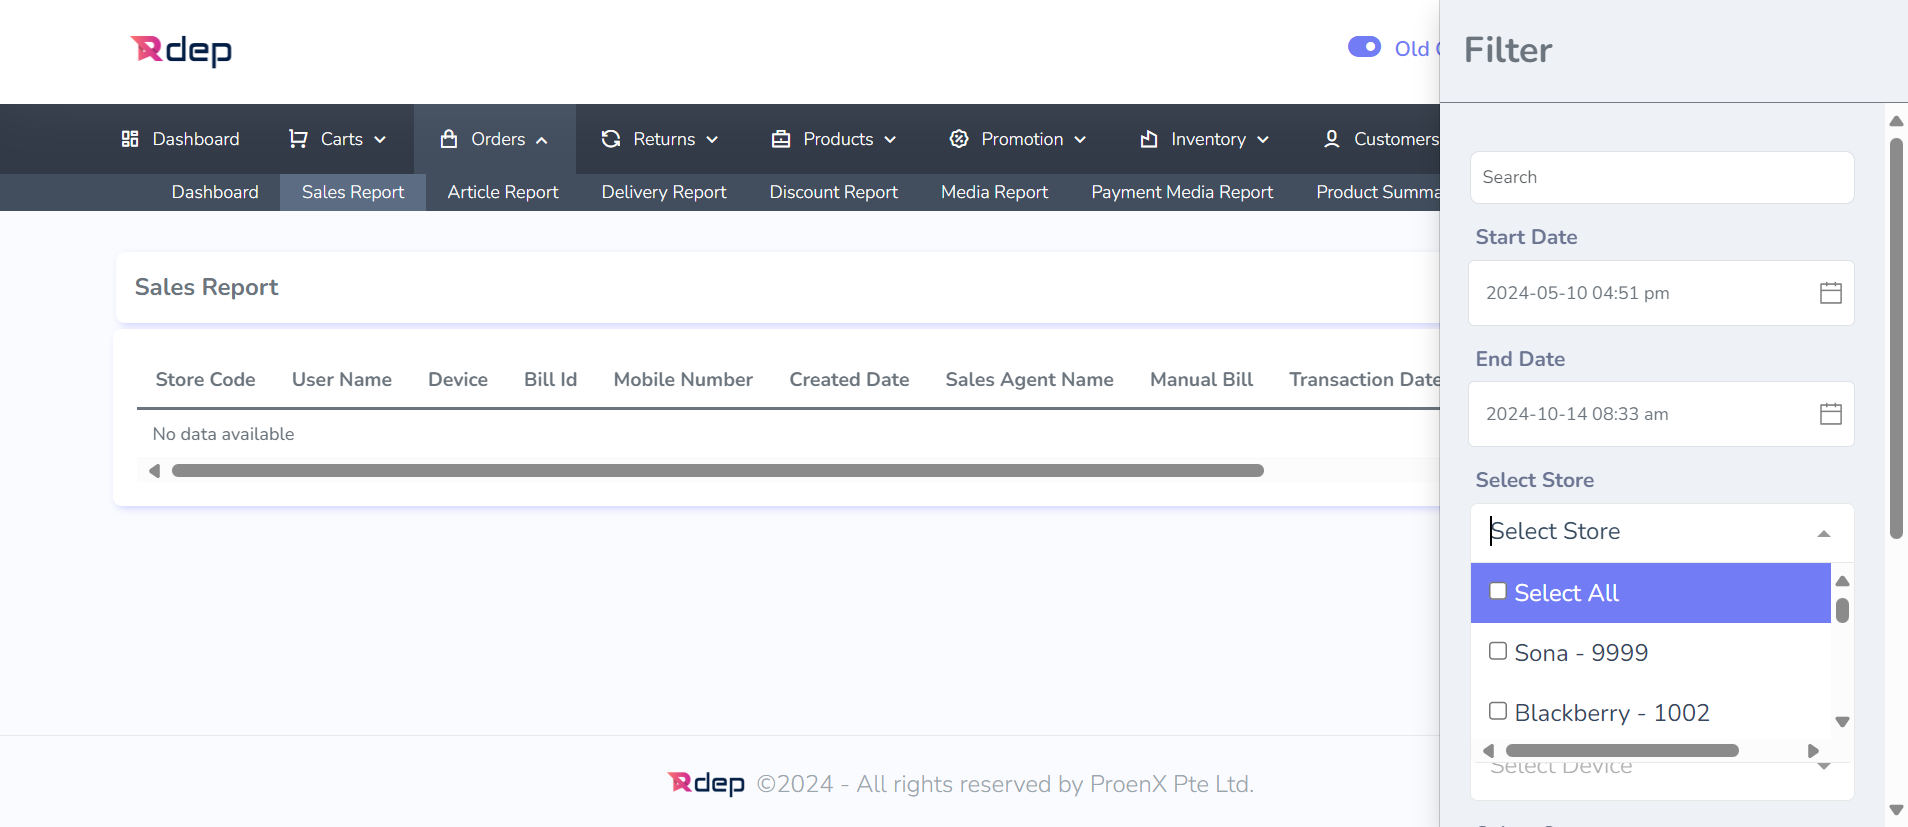 Rdep
Old
Filter
Dashboard Carts Orders Returns Products Promotion Inventory Customers
Dashboard Sales Report Article Report Delivery Report Discount Report Media Report Payment Media Report Product Summa
Search
Start Date
2024-05-10 04:51 pm
End Date
2024-10-14 08:33 am
Select Store
Select Store
Select All
Sona - 9999
Blackberry - 1002
Select Device
Sales Report
Store Code User Name Device Bill Id Mobile Number Created Date Sales Agent Name Manual Bill Transaction Date
No data available
Rdep ©2024 - All rights reserved by ProenX Pte Ltd.